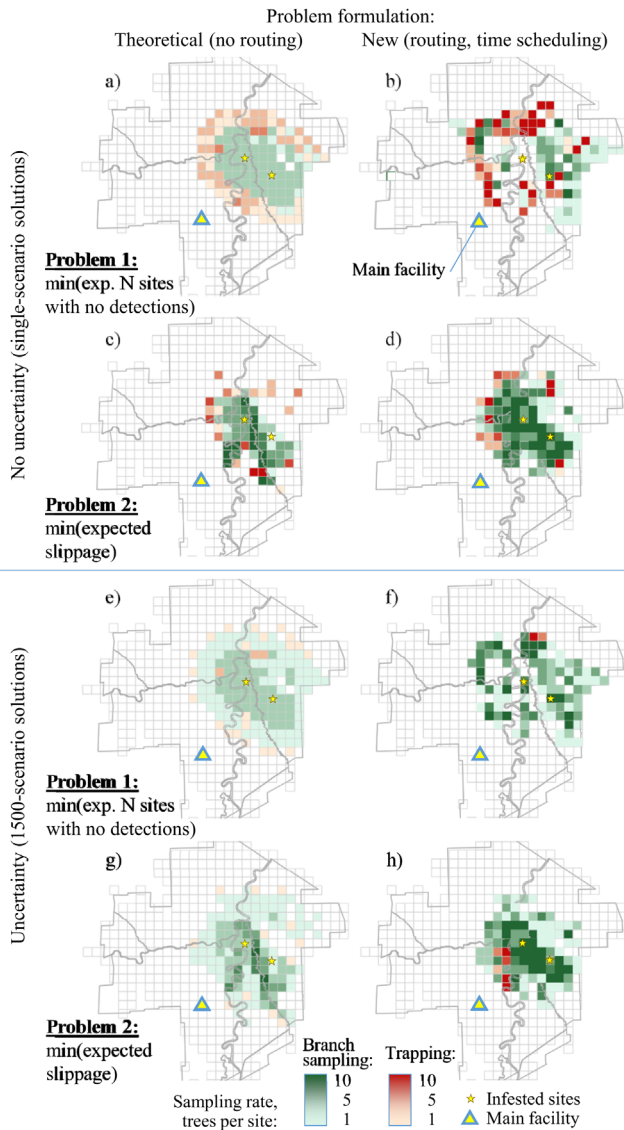 Problem formulation:
Theoretical (no routing)
New (routing, time scheduling)
No uncertainty (single-scenario solutions)
a)
b)
Main facility
Problem 1:
min(exp. N sites
with no detections)
c)
d)
Problem 2:
min(expected
slippage)
Uncertainty (1500-scenario solutions)
e)
f)
Problem 1:
min(exp. N sites
with no detections)
g)
h)
Problem 2:
min(expected
slippage)
Branch
sampling:
Trapping:
Sampling rate,
trees per site:
10
5
1
10
5
1
Infested sites
Main facility